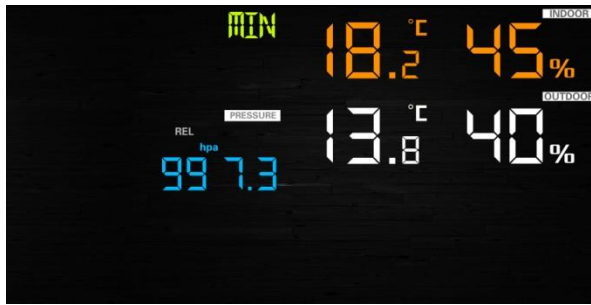 MIN
INDOOR
18.2 °C 45%
OUTDOOR
13.8 °C 40%
PRESSURE
REL
hpa
997.3